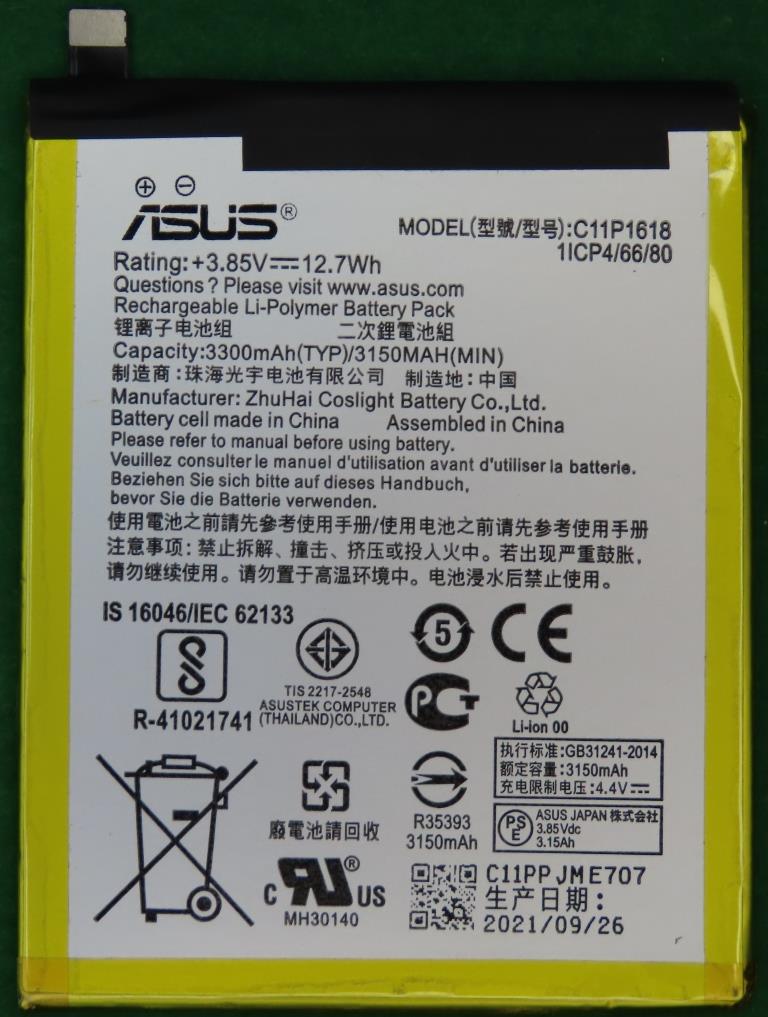 ASUS®
MODEL(型號/型号):C11P1618
1ICP4/66/80
Rating:+3.85V⎓12.7Wh
Questions ? Please visit www.asus.com
Rechargeable Li-Polymer Battery Pack
锂离子电池组 二次鋰電池組
Capacity:3300mAh(TYP)/3150MAH(MIN)
制造商:珠海光宇电池有限公司 制造地:中国
Manufacturer: ZhuHai Coslight Battery Co.,Ltd.
Battery cell made in China Assembled in China
Please refer to manual before using battery.
Veuillez consulter le manuel d'utilisation avant d'utiliser la batterie.
Beziehen Sie sich bitte auf dieses Handbuch,
bevor Sie die Batterie verwenden.
使用電池之前請先參考使用手册/使用电池之前请先参考使用手册
注意事项:禁止拆解、撞击、挤压或投入火中。若出现严重鼓胀,
请勿继续使用。请勿置于高温环境中。电池浸水后禁止使用。
IS 16046/IEC 62133
R-41021741
TIS 2217-2548
ASUSTEK COMPUTER
(THAILAND)CO.,LTD.
5
CE
PCT
Li-ion 00
执行标准:GB31241-2014
额定容量:3150mAh
充电限制电压:4.4V⎓
廢電池請回收
R35393
3150mAh
PSE
ASUS JAPAN 株式会社
3.85Vdc
3.15Ah
C RU® US
MH30140
C11PPJME707
生产日期:
2021/09/26